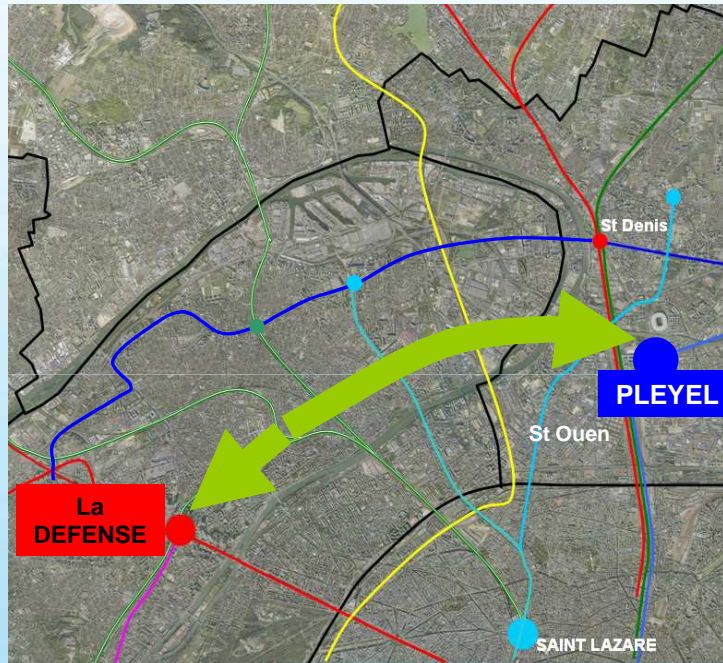 St Denis
PLEYEL
St Ouen
La
DEFENSE
SAINT LAZARE